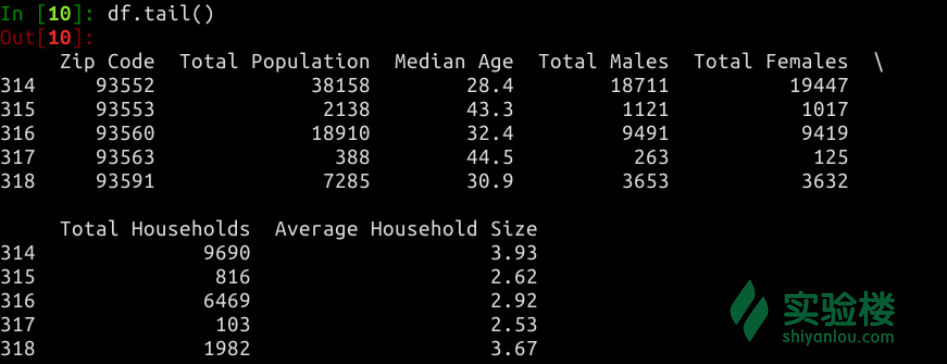 In [10]: df.tail()
Out[10]:
Zip Code Total Population Median Age Total Males Total Females \
314 93552 38158 28.4 18711 19447
315 93553 2138 43.3 1121 1017
316 93560 18910 32.4 9491 9419
317 93563 388 44.5 263 125
318 93591 7285 30.9 3653 3632
Total Households Average Household Size
314 9690 3.93
315 816 2.62
316 6469 2.92
317 103 2.53
318 1982 3.67
实验楼
shiyanlou.com